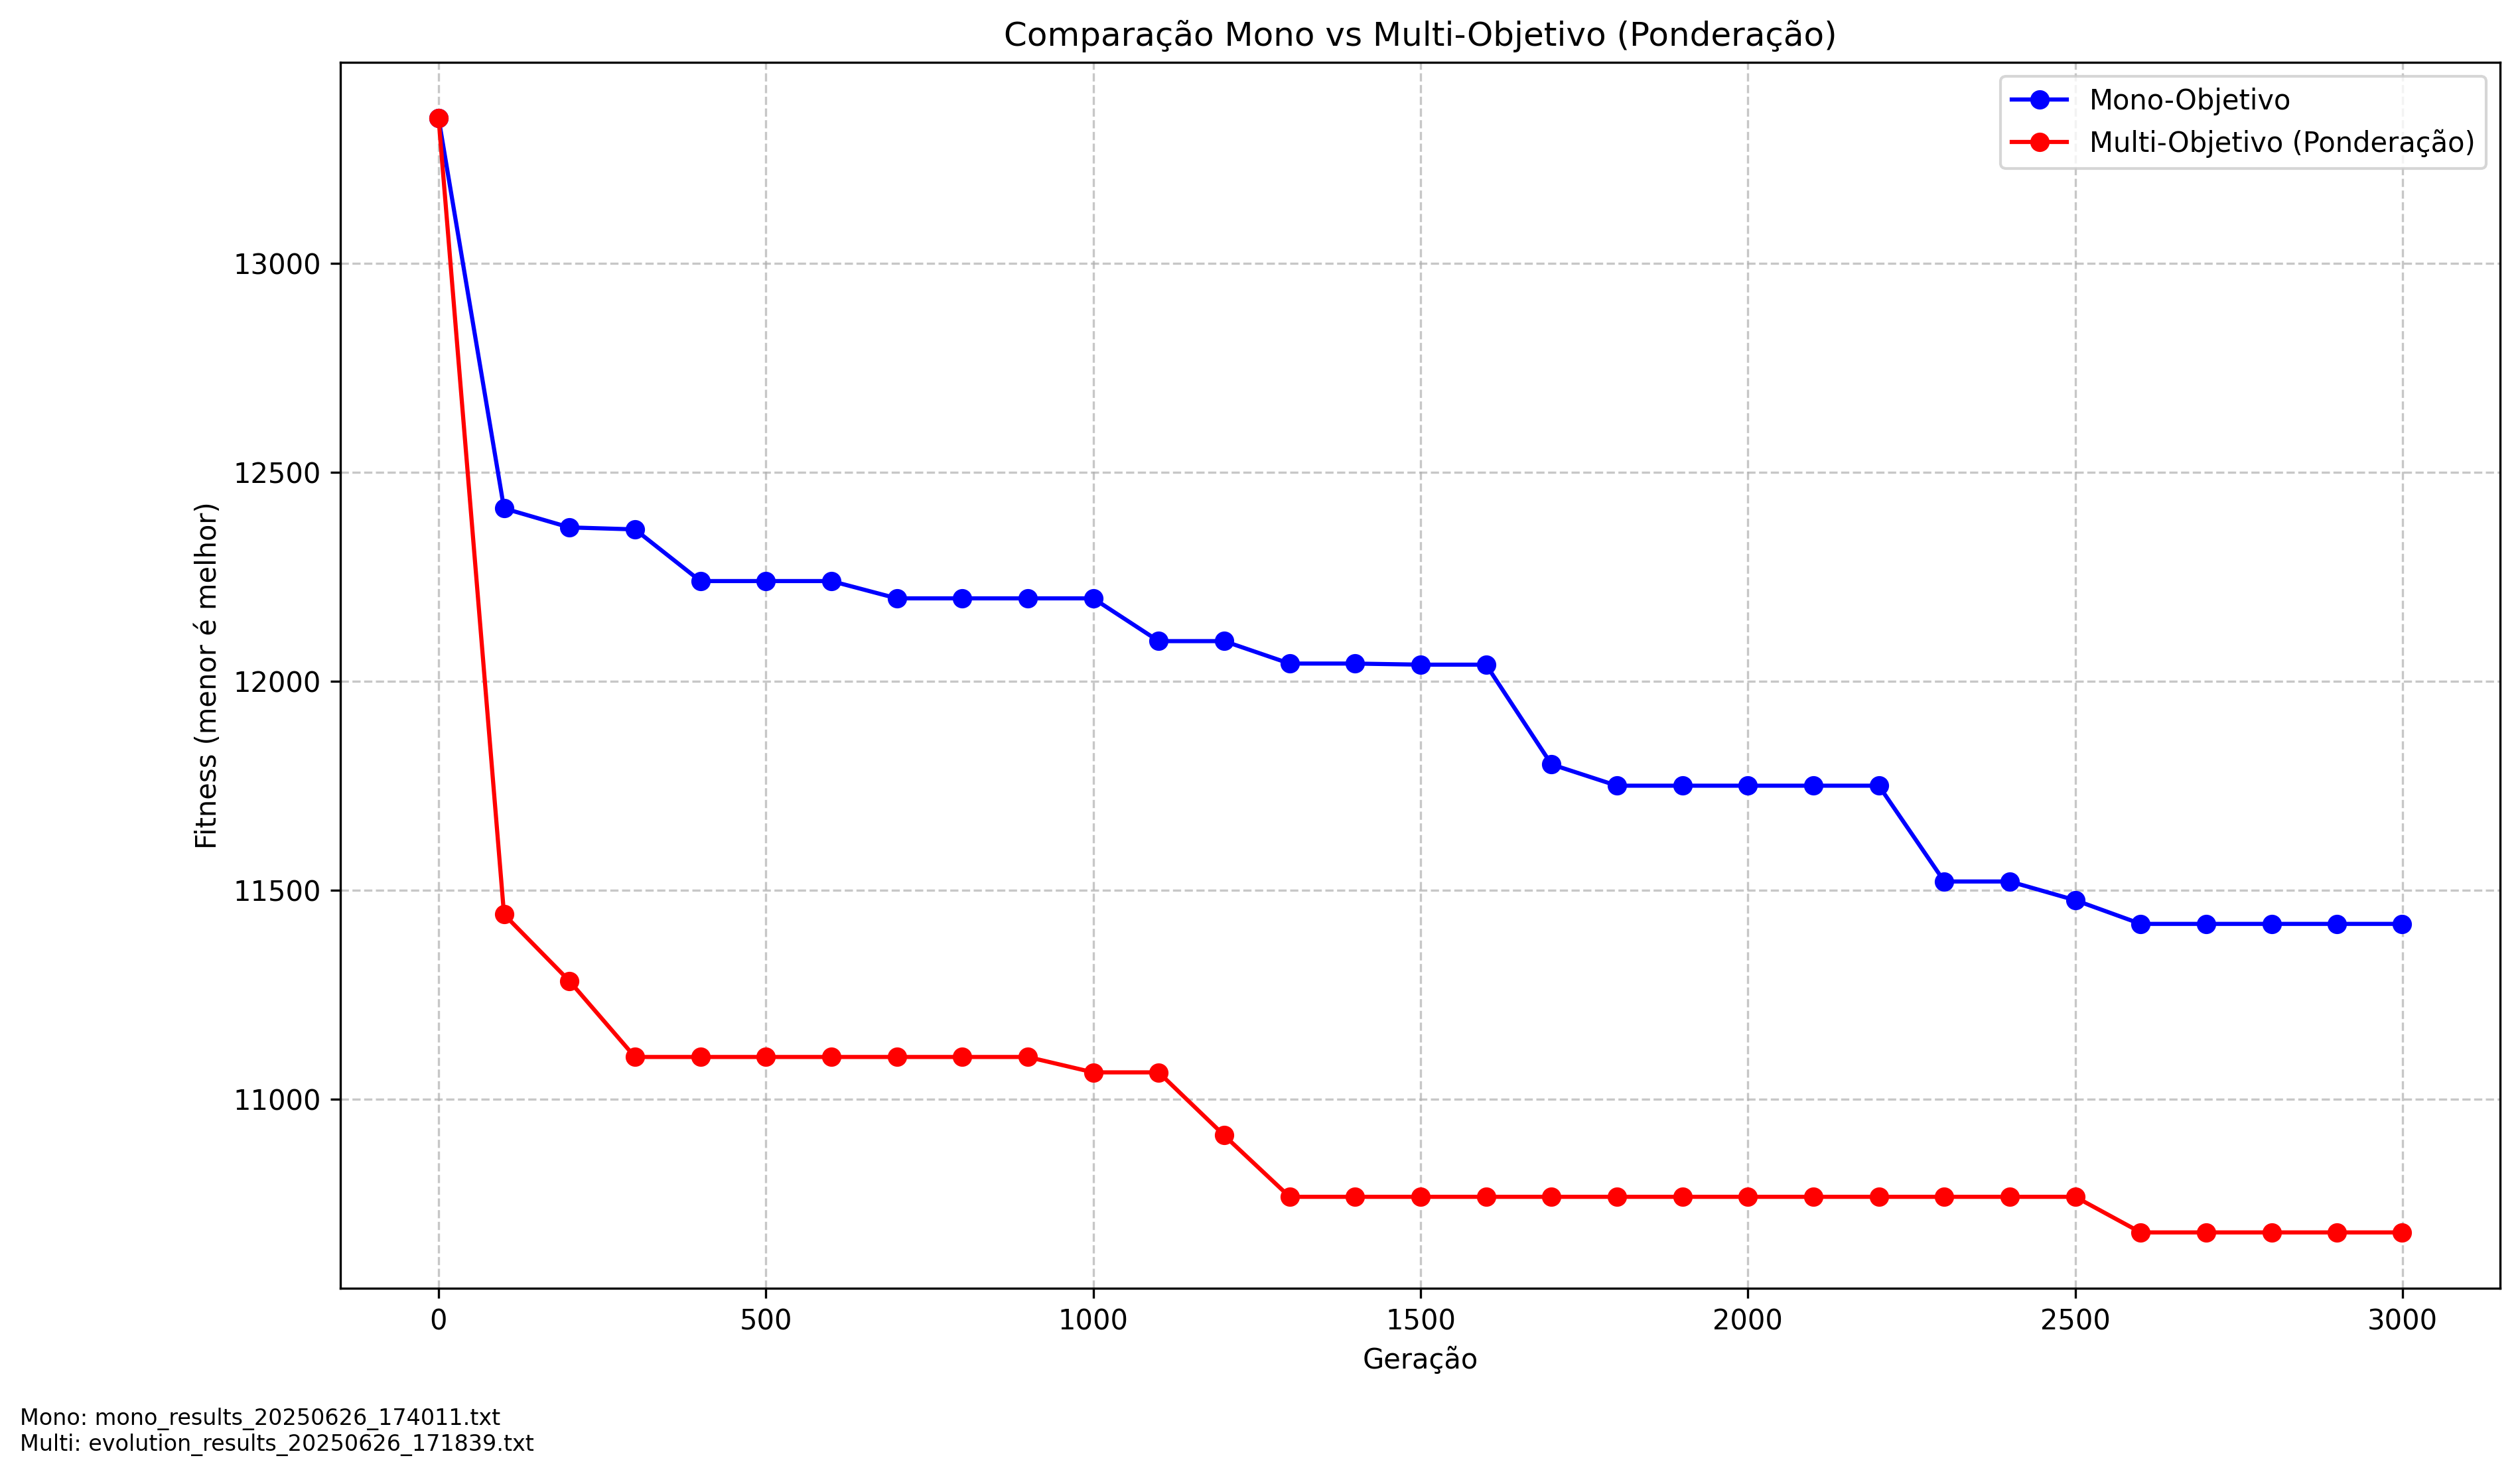 Comparação Mono vs Multi-Objetivo (Ponderação)
Mono-Objetivo
Multi-Objetivo (Ponderação)
Fitness (menor é melhor)
13000
12500
12000
11500
11000
0 500 1000 1500 2000 2500 3000
Geração
Mono: mono_results_20250626_174011.txt
Multi: evolution_results_20250626_171839.txt